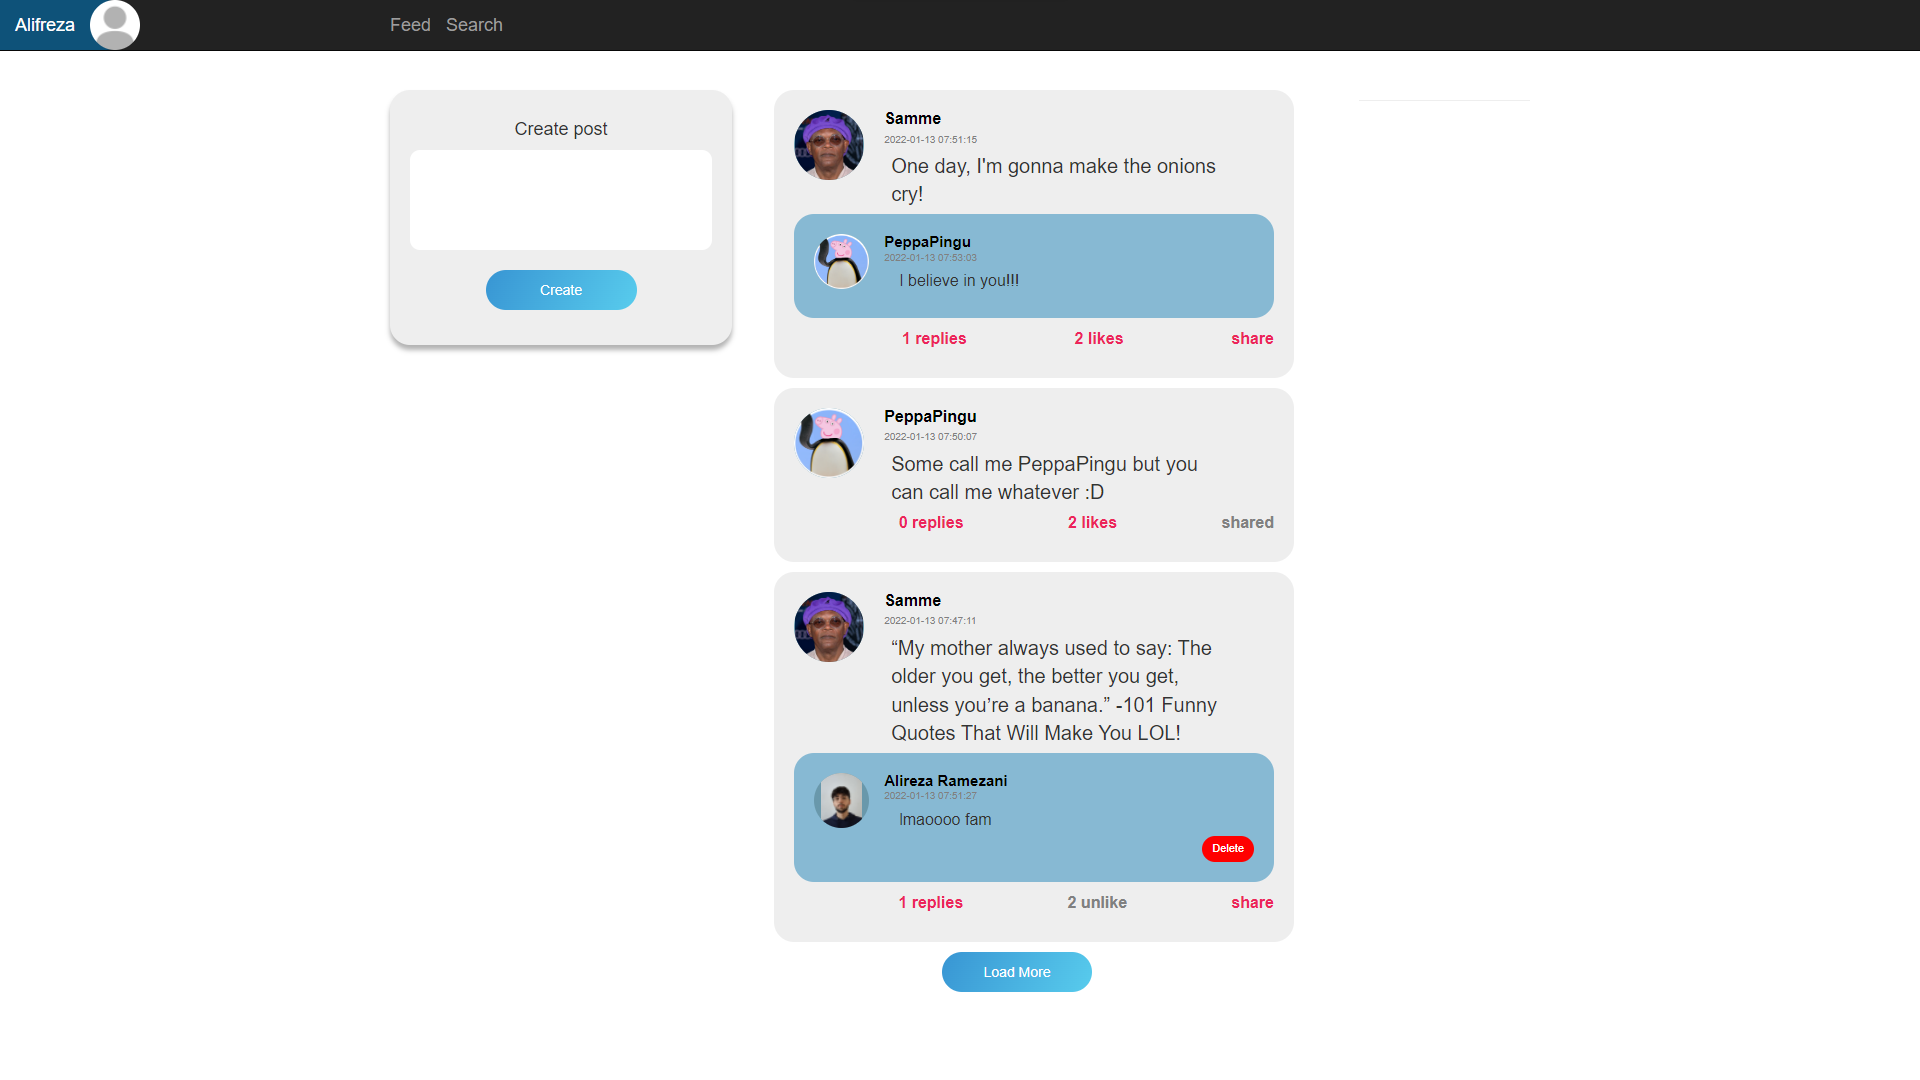 Alifreza
Feed
Search
Create post
Create
Samme
2022-01-13 07:51:15
One day, I'm gonna make the onions
cry!
PeppaPingu
2022-01-13 07:53:03
I believe in you!!!
1 replies
2 likes
share
PeppaPingu
2022-01-13 07:50:07
Some call me PeppaPingu but you
can call me whatever :D
0 replies
2 likes
shared
Samme
2022-01-13 07:47:11
“My mother always used to say: The
older you get, the better you get,
unless you’re a banana.” -101 Funny
Quotes That Will Make You LOL!
Alireza Ramezani
2022-01-13 07:51:27
lmaoooo fam
Delete
1 replies
2 unlike
share
Load More